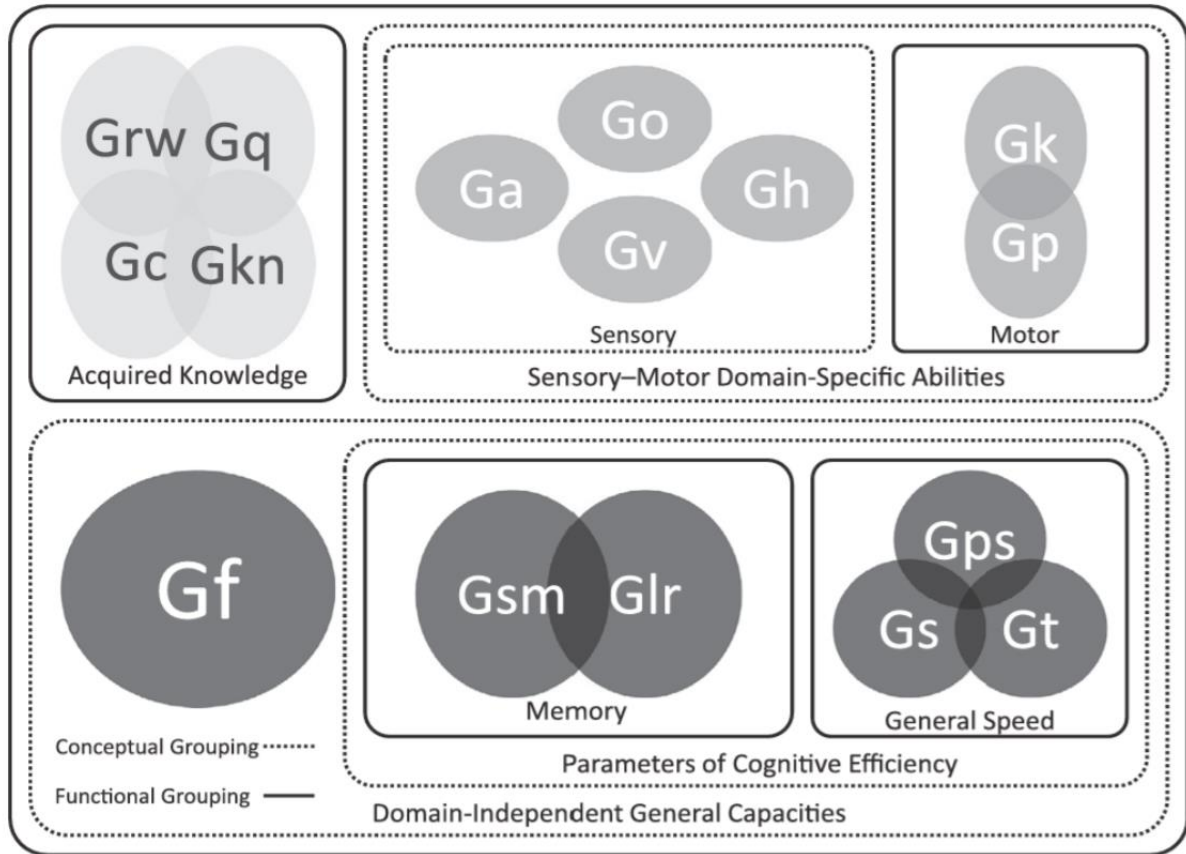 Grw Gq
Gc Gkn
Acquired Knowledge
Go
Ga
Gh
Gv
Sensory
Gk
Gp
Motor
Sensory–Motor Domain-Specific Abilities
Gf
Gsm Glr
Memory
Gps
Gs Gt
General Speed
Parameters of Cognitive Efficiency
Conceptual Grouping
Functional Grouping
Domain-Independent General Capacities